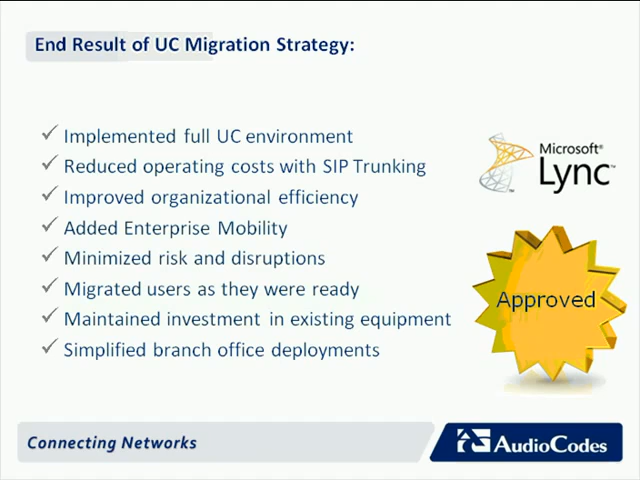 End Result of UC Migration Strategy:
✓ Implemented full UC environment
✓ Reduced operating costs with SIP Trunking
✓ Improved organizational efficiency
✓ Added Enterprise Mobility
✓ Minimized risk and disruptions
✓ Migrated users as they were ready
✓ Maintained investment in existing equipment
✓ Simplified branch office deployments
Microsoft®
Lync™
Approved
Connecting Networks
AudioCodes